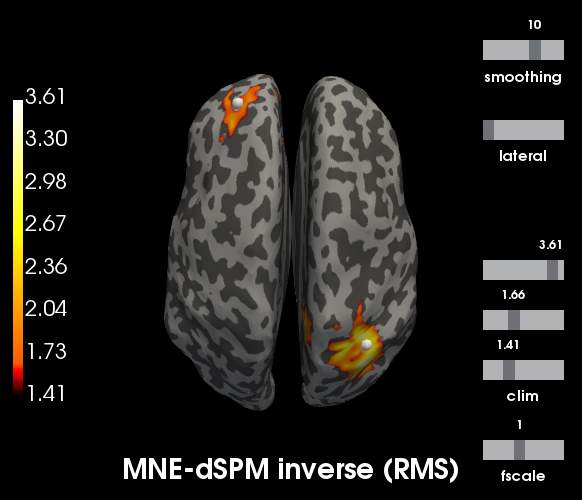 3.61
3.30
2.98
2.67
2.36
2.04
1.73
1.41
10
smoothing
lateral
3.61
1.66
1.41
clim
1
fscale
MNE-dSPM inverse (RMS)